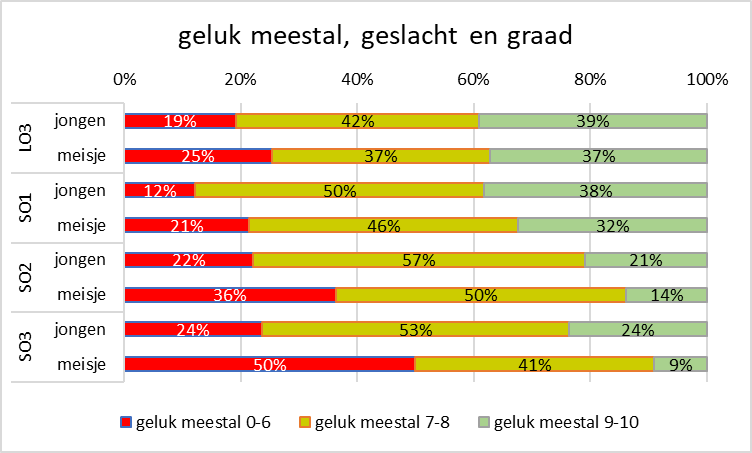 geluk meestal, geslacht en graad
0% 20% 40% 60% 80% 100%
LO3
jongen 19% 42% 39%
meisje 25% 37% 37%
SO1
jongen 12% 50% 38%
meisje 21% 46% 32%
SO2
jongen 22% 57% 21%
meisje 36% 50% 14%
SO3
jongen 24% 53% 24%
meisje 50% 41% 9%
geluk meestal 0-6 geluk meestal 7-8 geluk meestal 9-10